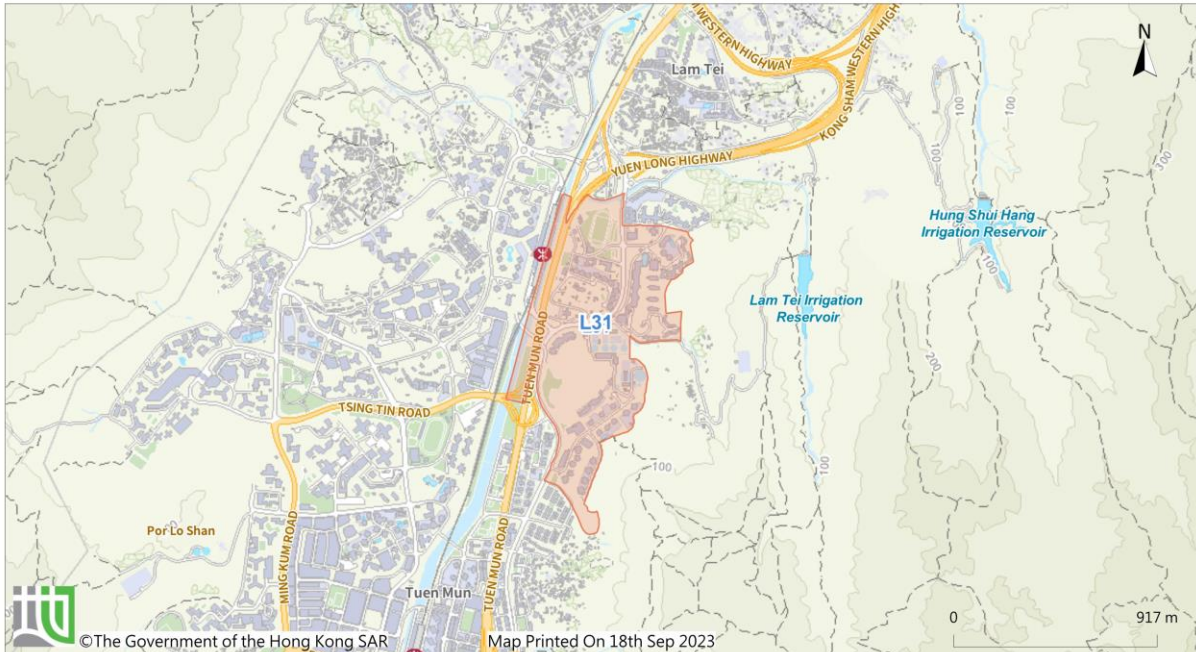 M WESTERN HIGHWAY
KONG SHAM WESTERN HIGH
N
Lam Tei
100
100
100
100
YUEN LONG HIGHWAY
Hung Shui Hang
Irrigation Reservoir
100
Lam Tei Irrigation
Reservoir
L31
TUEN MUN ROAD
200
TSING TIN ROAD
100
100
Por Lo Shan
MING KUM ROAD
TUEN MUN ROAD
Tuen Mun
0
917 m
©The Government of the Hong Kong SAR
Map Printed On 18th Sep 2023